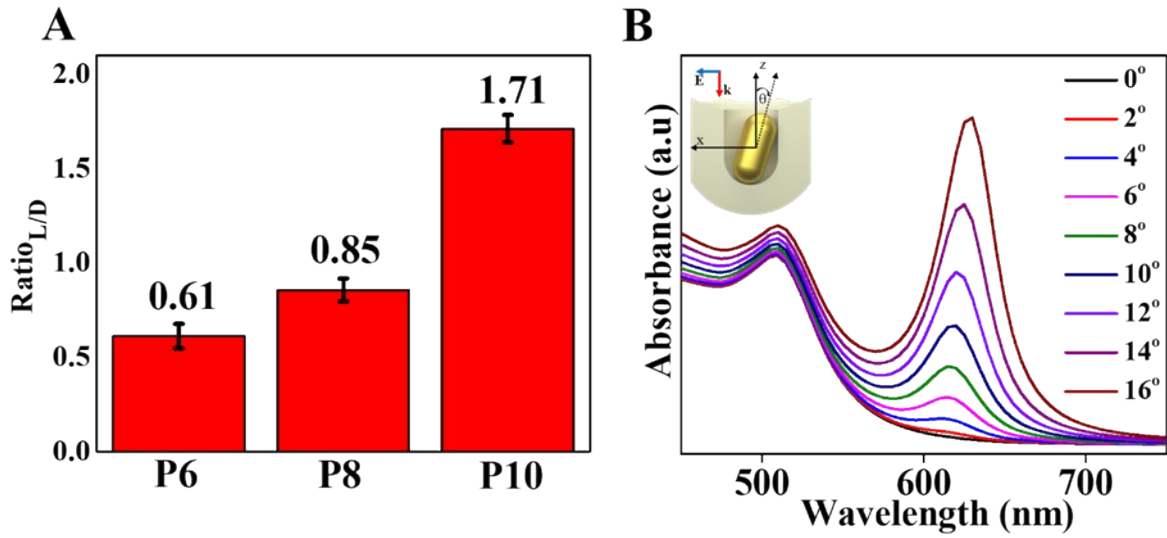 A
Ratio_L/D
2.0
1.5
1.0
0.5
0.0
0.61
0.85
1.71
P6
P8
P10
B
Absorbance (a.u)
E
k
z
θ
x
0°
2°
4°
6°
8°
10°
12°
14°
16°
500
600
700
Wavelength (nm)